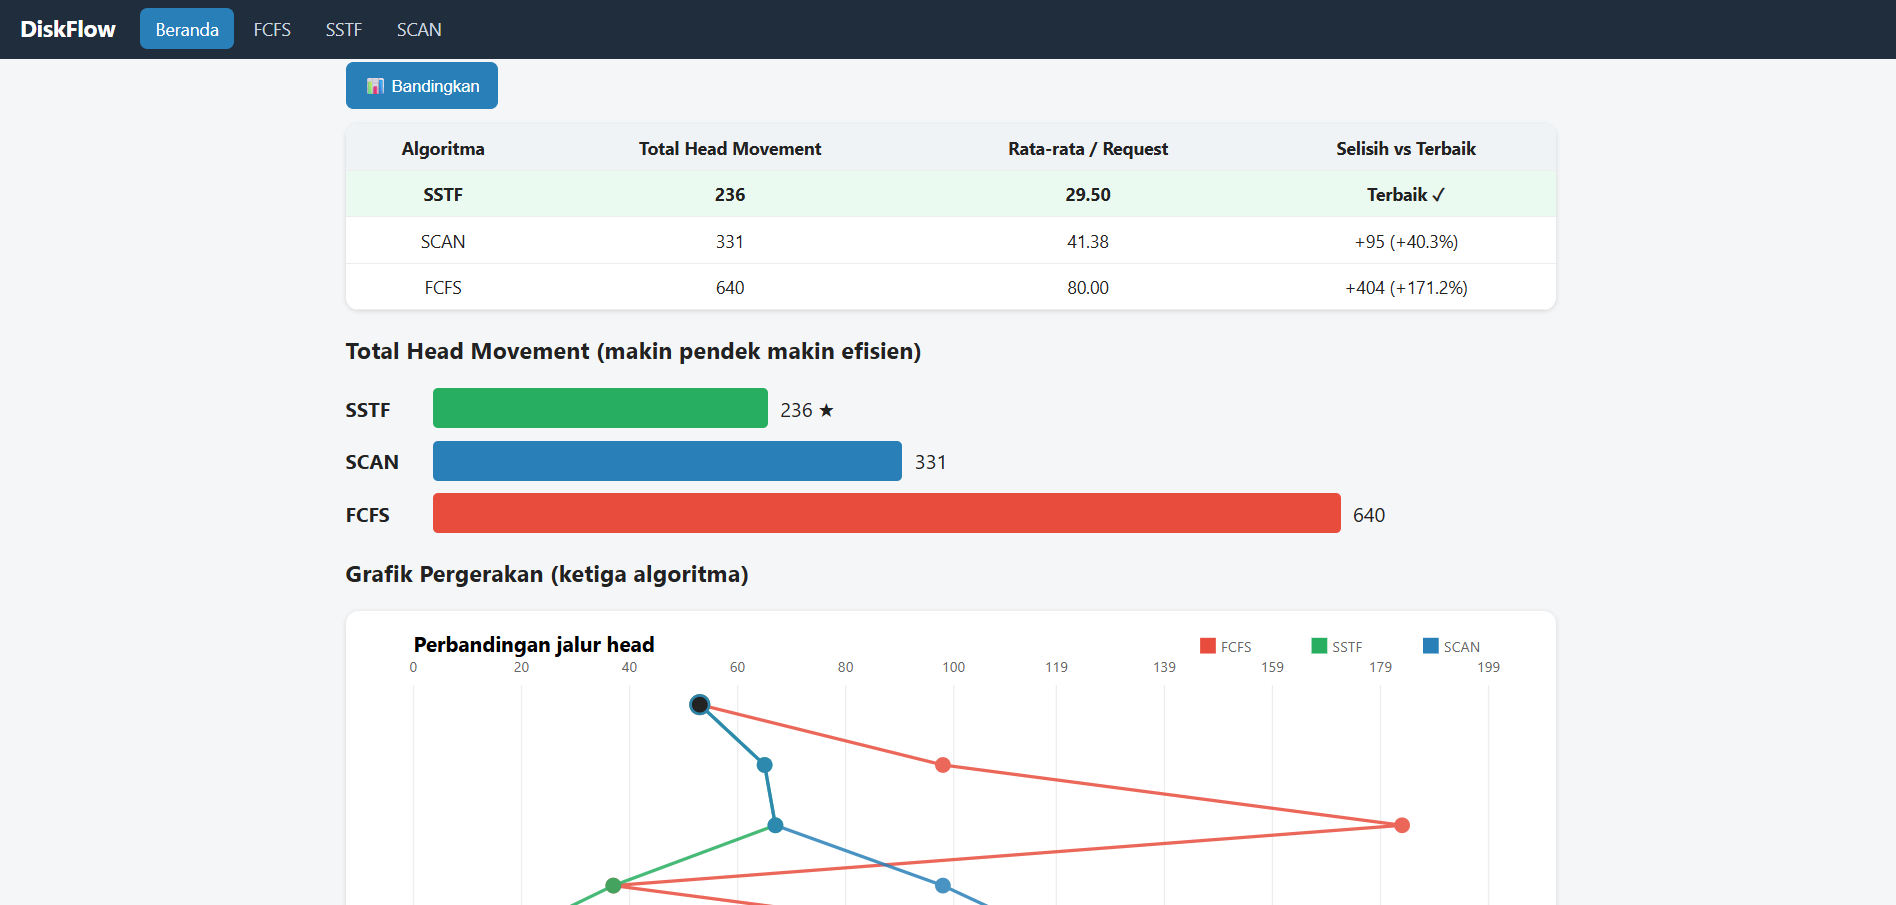 DiskFlow Beranda FCFS SSTF SCAN
📊 Bandingkan
Algoritma Total Head Movement Rata-rata / Request Selisih vs Terbaik
SSTF 236 29.50 Terbaik ✓
SCAN 331 41.38 +95 (+40.3%)
FCFS 640 80.00 +404 (+171.2%)
Total Head Movement (makin pendek makin efisien)
SSTF 236 ★
SCAN 331
FCFS 640
Grafik Pergerakan (ketiga algoritma)
Perbandingan jalur head FCFS SSTF SCAN
0 20 40 60 80 100 119 139 159 179 199